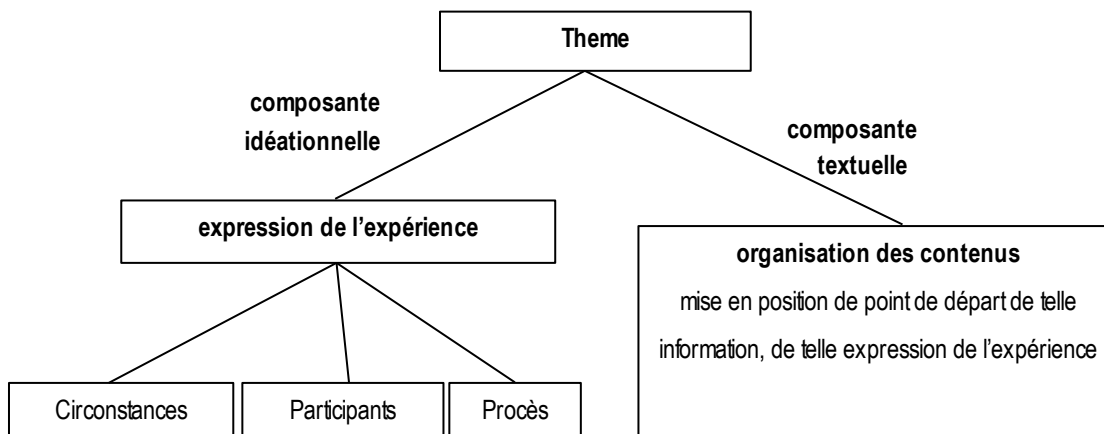 Theme
composante
idéationnelle
composante
textuelle
expression de l’expérience
organisation des contenus
mise en position de point de départ de telle
information, de telle expression de l’expérience
Circonstances
Participants
Procès